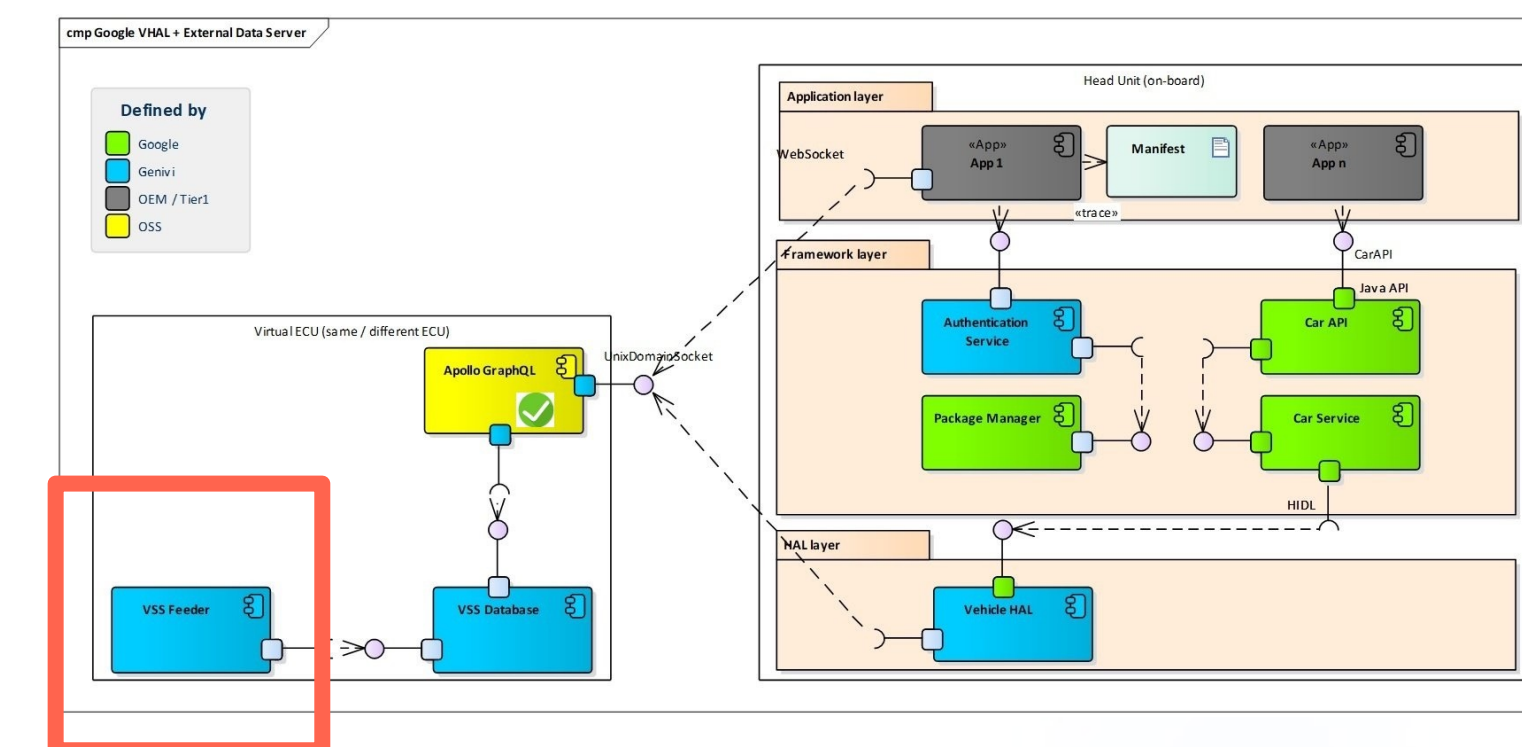 cmp Google VHAL + External Data Server
Defined by
Google
Genivi
OEM / Tier1
OSS
Virtual ECU (same / different ECU)
Apollo GraphQL
UnixDomainSocket
VSS Feeder
VSS Database
Head Unit (on-board)
Application layer
WebSocket
«App»
App 1
Manifest
«App»
App n
«trace»
Framework layer
CarAPI
Java API
Authentication
Service
Car API
Package Manager
Car Service
HIDL
HAL layer
Vehicle HAL